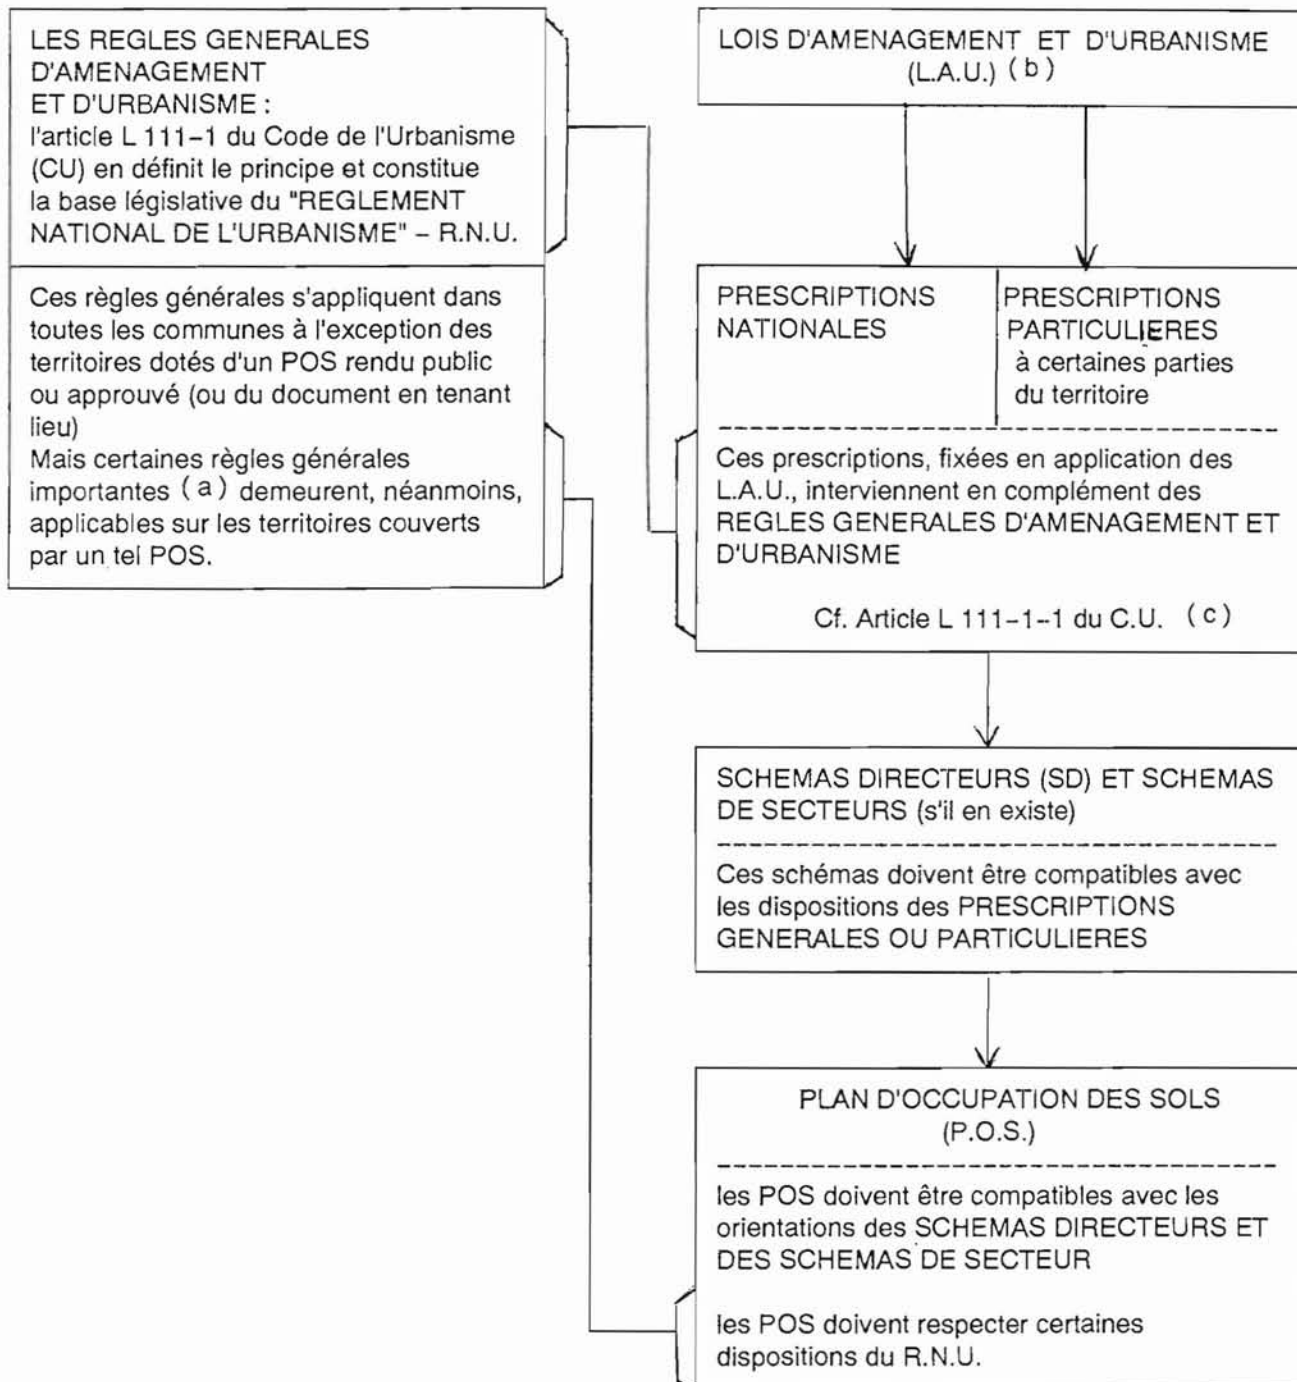 LES REGLES GENERALES
D'AMENAGEMENT
ET D'URBANISME :
l'article L 111-1 du Code de l'Urbanisme
(CU) en définit le principe et constitue
la base législative du "REGLEMENT
NATIONAL DE L'URBANISME" – R.N.U.
Ces règles générales s'appliquent dans
toutes les communes à l'exception des
territoires dotés d'un POS rendu public
ou approuvé (ou du document en tenant
lieu)
Mais certaines règles générales
importantes (a) demeurent, néanmoins,
applicables sur les territoires couverts
par un tel POS.
LOIS D'AMENAGEMENT ET D'URBANISME
(L.A.U.) (b)
PRESCRIPTIONS
NATIONALES
PRESCRIPTIONS
PARTICULIERES
à certaines parties
du territoire
Ces prescriptions, fixées en application des
L.A.U., interviennent en complément des
REGLES GENERALES D'AMENAGEMENT ET
D'URBANISME
Cf. Article L 111-1--1 du C.U. (c)
SCHEMAS DIRECTEURS (SD) ET SCHEMAS
DE SECTEURS (s'il en existe)
Ces schémas doivent être compatibles avec
les dispositions des PRESCRIPTIONS
GENERALES OU PARTICULIERES
PLAN D'OCCUPATION DES SOLS
(P.O.S.)
les POS doivent être compatibles avec les
orientations des SCHEMAS DIRECTEURS ET
DES SCHEMAS DE SECTEUR
les POS doivent respecter certaines
dispositions du R.N.U.